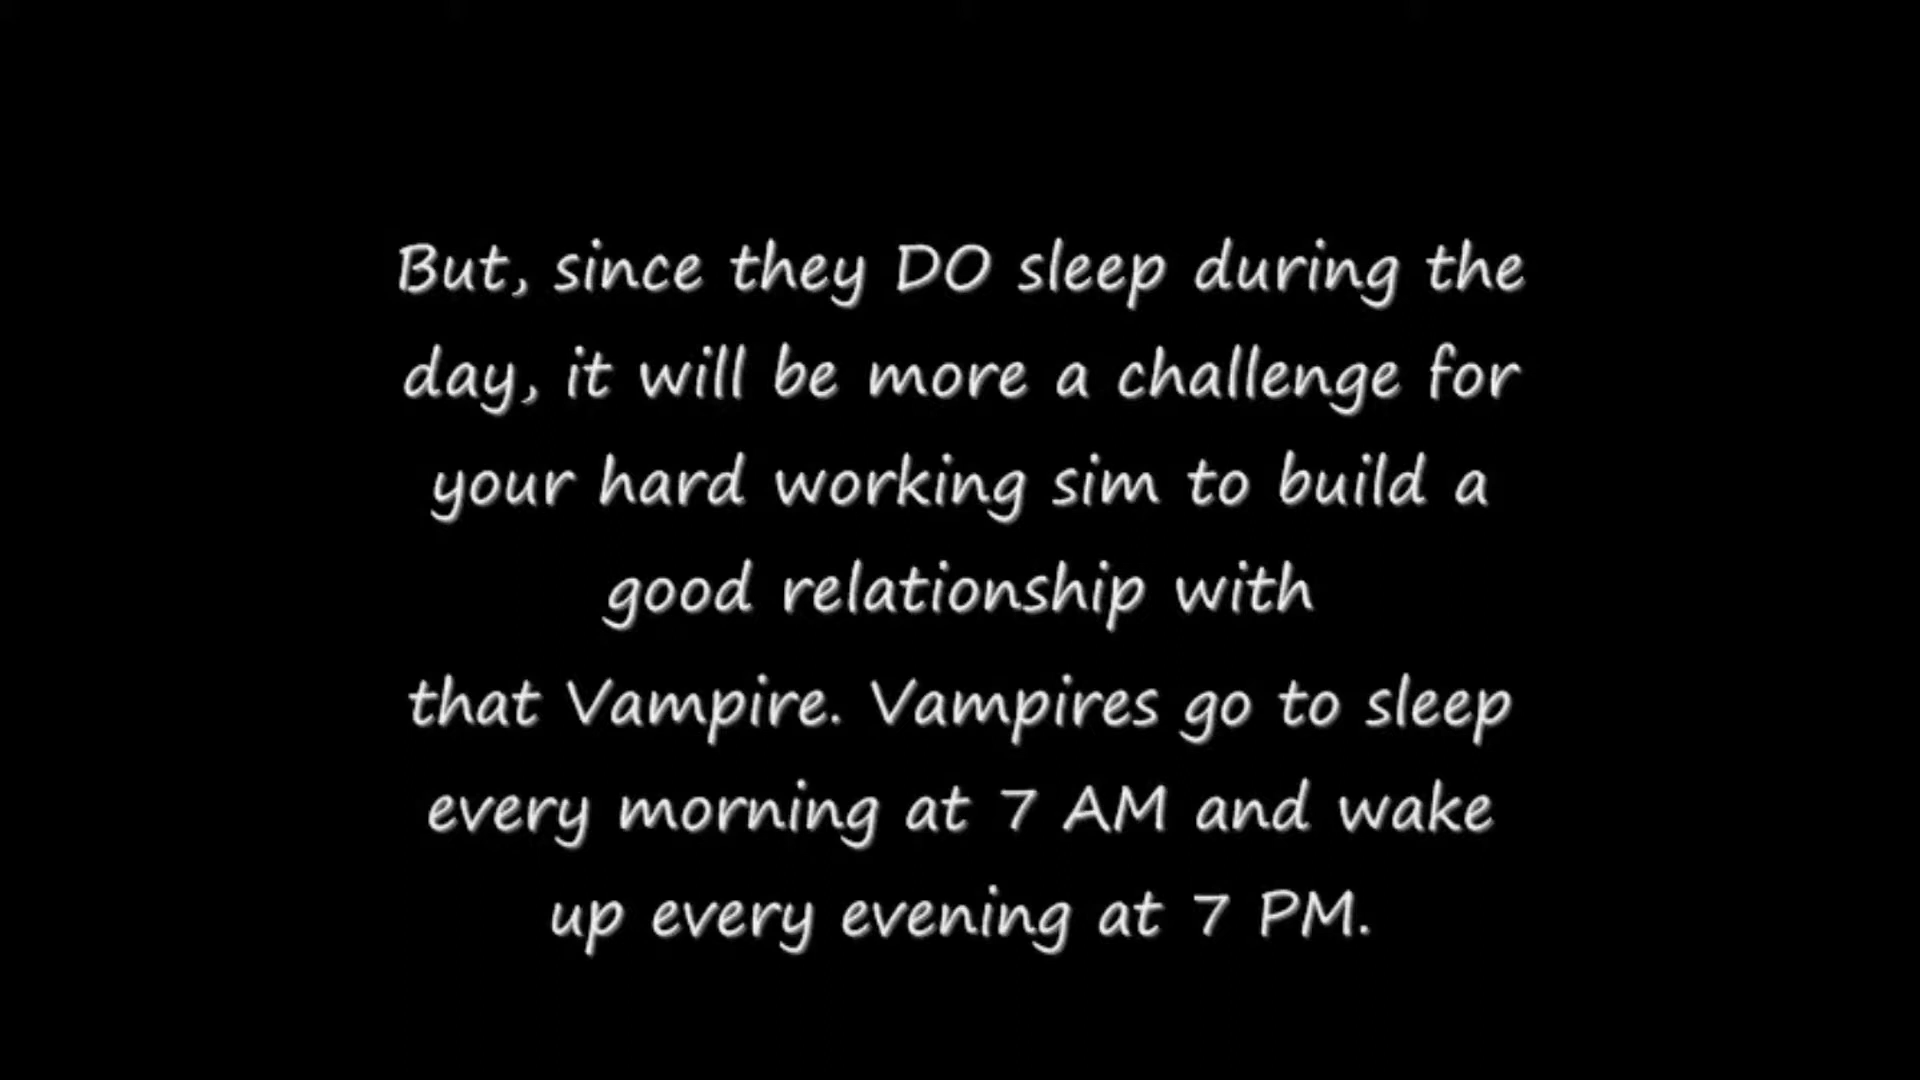 But, since they DO sleep during the
day, it will be more a challenge for
your hard working sim to build a
good relationship with
that Vampire. Vampires go to sleep
every morning at 7 AM and wake
up every evening at 7 PM.